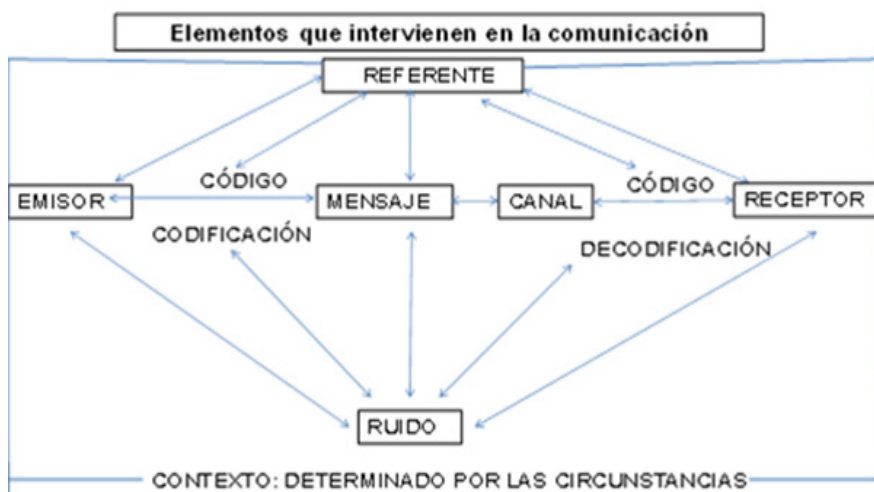 Elementos que intervienen en la comunicación
REFERENTE
CÓDIGO
CÓDIGO
EMISOR
MENSAJE
CANAL
RECEPTOR
CODIFICACIÓN
DECODIFICACIÓN
RUIDO
CONTEXTO: DETERMINADO POR LAS CIRCUNSTANCIAS